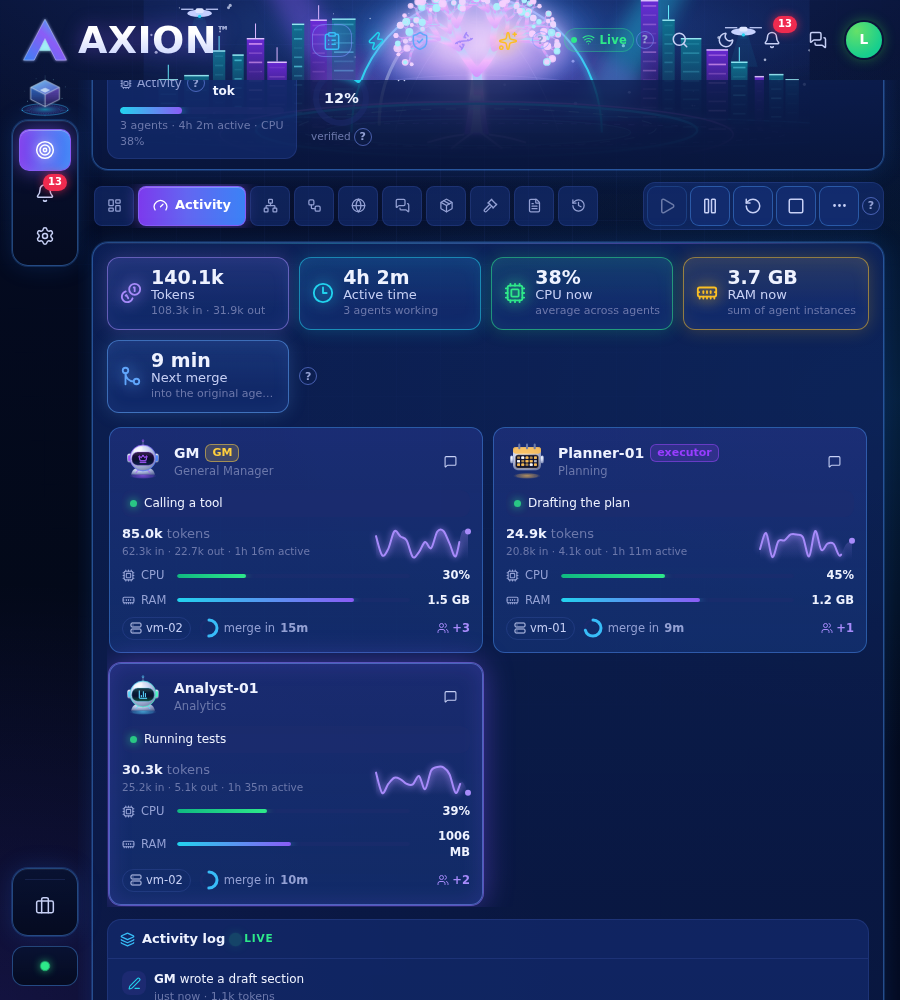 AXION™
Live
?
13
L
Activity ?
tok
12%
3 agents · 4h 2m active · CPU
38%
verified ?
13
Activity
?
140.1k
Tokens
108.3k in · 31.9k out
4h 2m
Active time
3 agents working
38%
CPU now
average across agents
3.7 GB
RAM now
sum of agent instances
9 min
Next merge
into the original age…
?
GM GM
General Manager
Calling a tool
85.0k tokens
62.3k in · 22.7k out · 1h 16m active
CPU 30%
RAM 1.5 GB
vm-02 merge in 15m +3
Planner-01 executor
Planning
Drafting the plan
24.9k tokens
20.8k in · 4.1k out · 1h 11m active
CPU 45%
RAM 1.2 GB
vm-01 merge in 9m +1
Analyst-01
Analytics
Running tests
30.3k tokens
25.2k in · 5.1k out · 1h 35m active
CPU 39%
RAM 1006
MB
vm-02 merge in 10m +2
Activity log LIVE
GM wrote a draft section
just now · 1.1k tokens